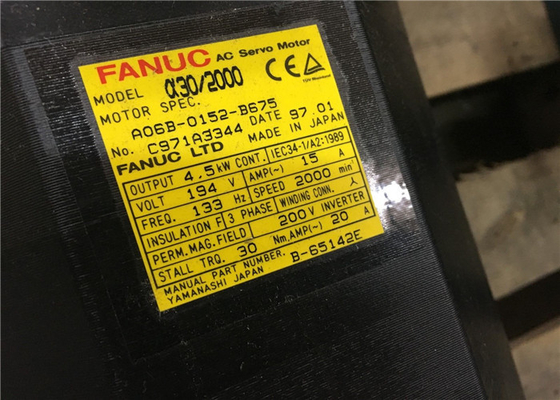 FANUC AC Servo Motor
MODEL α30/2000 CE TÜV
MOTOR SPEC.
A06B-0152-B675
No. C971A3344 DATE 97.01
FANUC LTD MADE IN JAPAN
OUTPUT 4.5 kW CONT. IEC34-1/A2:1989
VOLT 194 V AMP(~) 15 A
FREQ. 133 Hz SPEED 2000 min⁻¹
INSULATION F 3 PHASE WINDING CONN. Y
PERM. MAG. FIELD 200V INVERTER
STALL TRQ. 30 Nm. AMP(~) 20 A
MANUAL PART NUMBER. B-65142E
YAMANASHI JAPAN